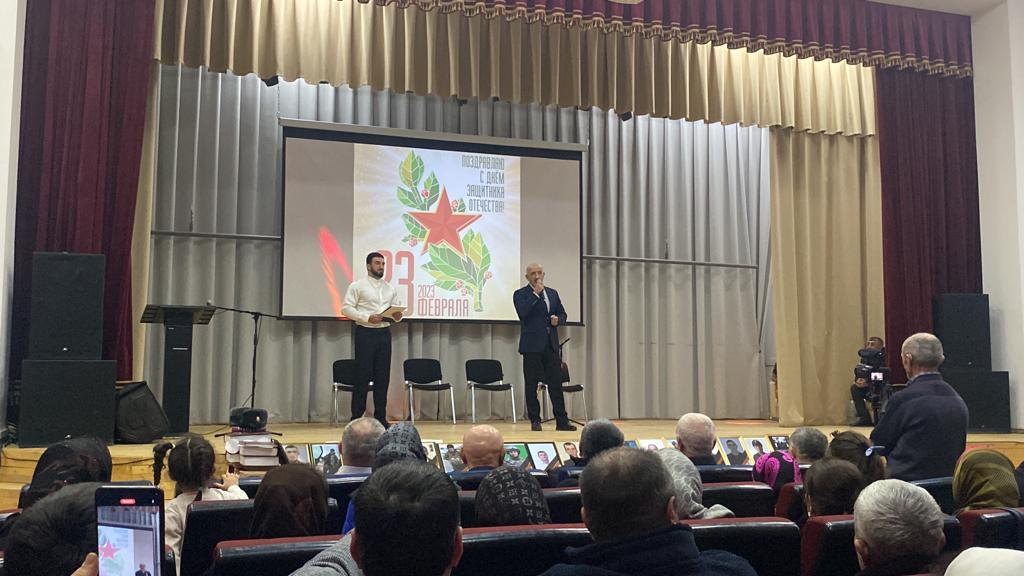 ПОЗДРАВЛЯЮ
С ДНЁМ
ЗАЩИТНИКА
ОТЕЧЕСТВА!
23
2023
ФЕВРАЛЯ